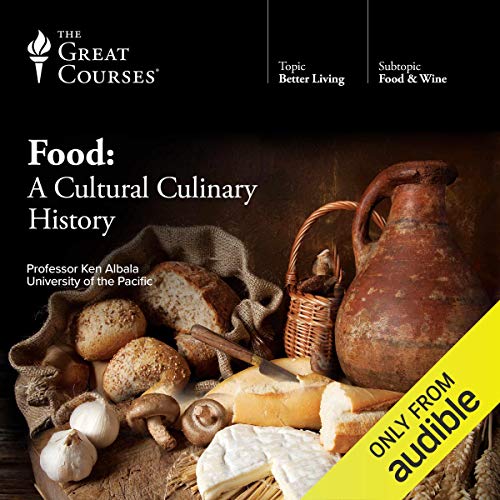 THE
GREAT
COURSES®
Topic
Better Living
Subtopic
Food & Wine
Food:
A Cultural Culinary
History
Professor Ken Albala
University of the Pacific
ONLY FROM
audible